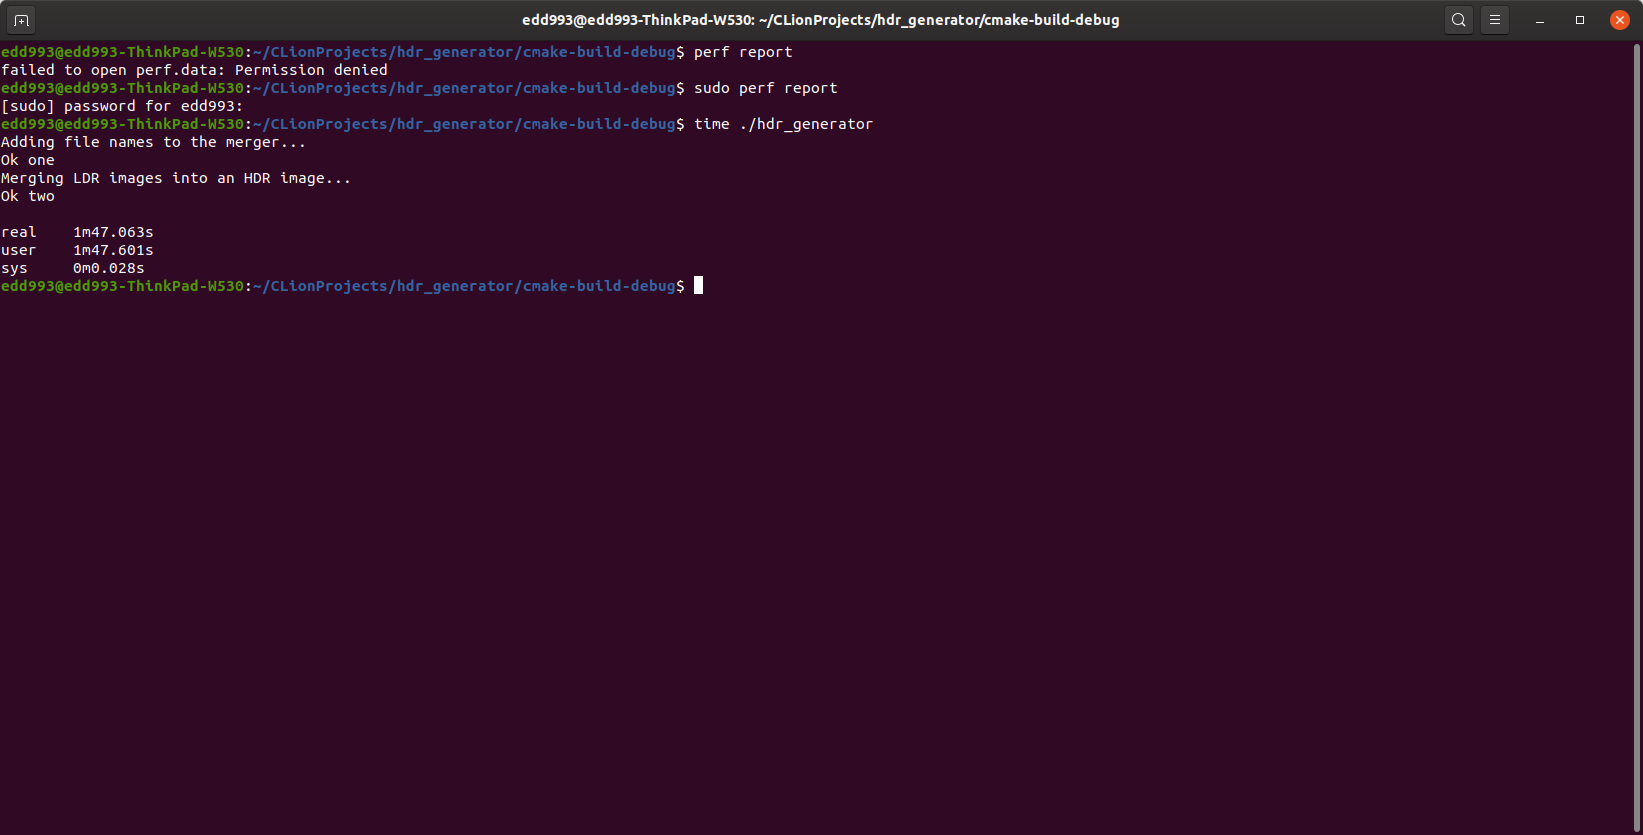 edd993@edd993-ThinkPad-W530: ~/CLionProjects/hdr_generator/cmake-build-debug
edd993@edd993-ThinkPad-W530:~/CLionProjects/hdr_generator/cmake-build-debug$ perf report
failed to open perf.data: Permission denied
edd993@edd993-ThinkPad-W530:~/CLionProjects/hdr_generator/cmake-build-debug$ sudo perf report
[sudo] password for edd993:
edd993@edd993-ThinkPad-W530:~/CLionProjects/hdr_generator/cmake-build-debug$ time ./hdr_generator
Adding file names to the merger...
Ok one
Merging LDR images into an HDR image...
Ok two
real    1m47.063s
user    1m47.601s
sys     0m0.028s
edd993@edd993-ThinkPad-W530:~/CLionProjects/hdr_generator/cmake-build-debug$